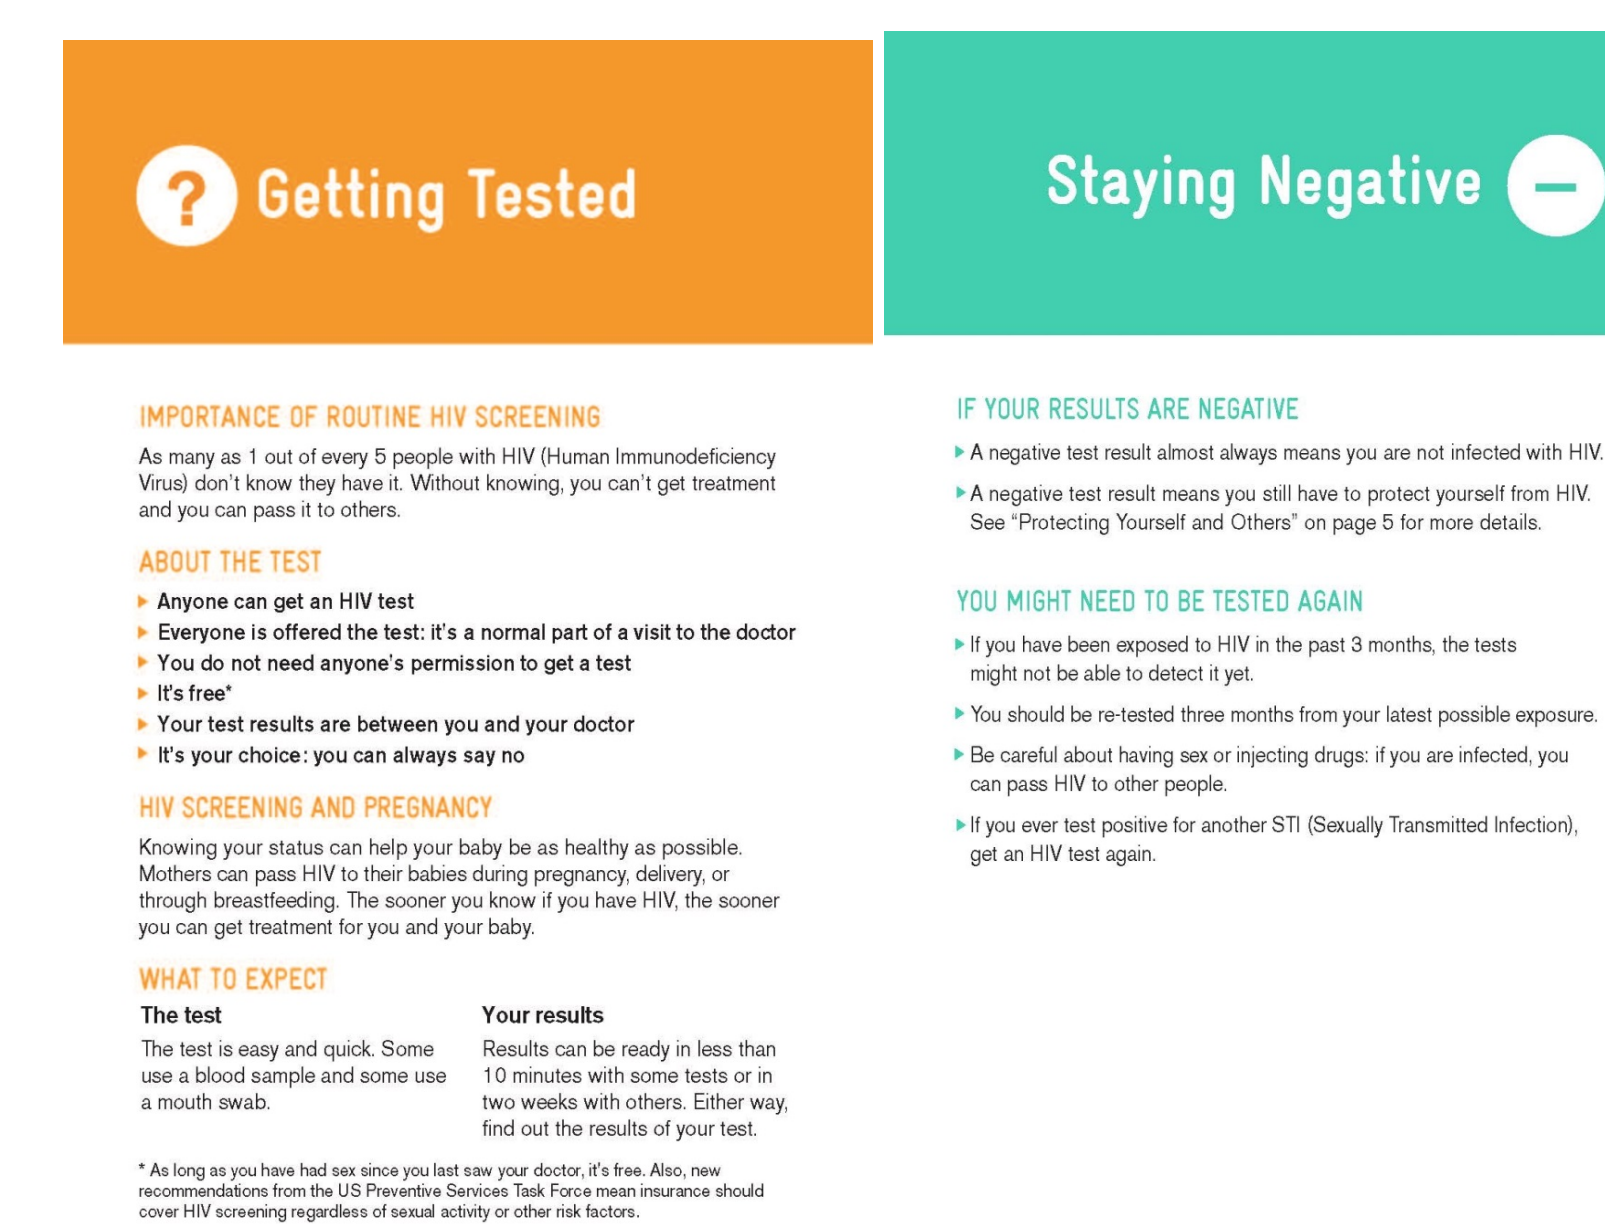 ? Getting Tested
IMPORTANCE OF ROUTINE HIV SCREENING
As many as 1 out of every 5 people with HIV (Human Immunodeficiency
Virus) don't know they have it. Without knowing, you can't get treatment
and you can pass it to others.
ABOUT THE TEST
Anyone can get an HIV test
Everyone is offered the test: it's a normal part of a visit to the doctor
You do not need anyone's permission to get a test
It's free*
Your test results are between you and your doctor
It's your choice: you can always say no
HIV SCREENING AND PREGNANCY
Knowing your status can help your baby be as healthy as possible.
Mothers can pass HIV to their babies during pregnancy, delivery, or
through breastfeeding. The sooner you know if you have HIV, the sooner
you can get treatment for you and your baby.
WHAT TO EXPECT
The test
The test is easy and quick. Some
use a blood sample and some use
a mouth swab.
Your results
Results can be ready in less than
10 minutes with some tests or in
two weeks with others. Either way,
find out the results of your test.
* As long as you have had sex since you last saw your doctor, it's free. Also, new
recommendations from the US Preventive Services Task Force mean insurance should
cover HIV screening regardless of sexual activity or other risk factors.
Staying Negative −
IF YOUR RESULTS ARE NEGATIVE
A negative test result almost always means you are not infected with HIV.
A negative test result means you still have to protect yourself from HIV.
See “Protecting Yourself and Others” on page 5 for more details.
YOU MIGHT NEED TO BE TESTED AGAIN
If you have been exposed to HIV in the past 3 months, the tests
might not be able to detect it yet.
You should be re-tested three months from your latest possible exposure.
Be careful about having sex or injecting drugs: if you are infected, you
can pass HIV to other people.
If you ever test positive for another STI (Sexually Transmitted Infection),
get an HIV test again.